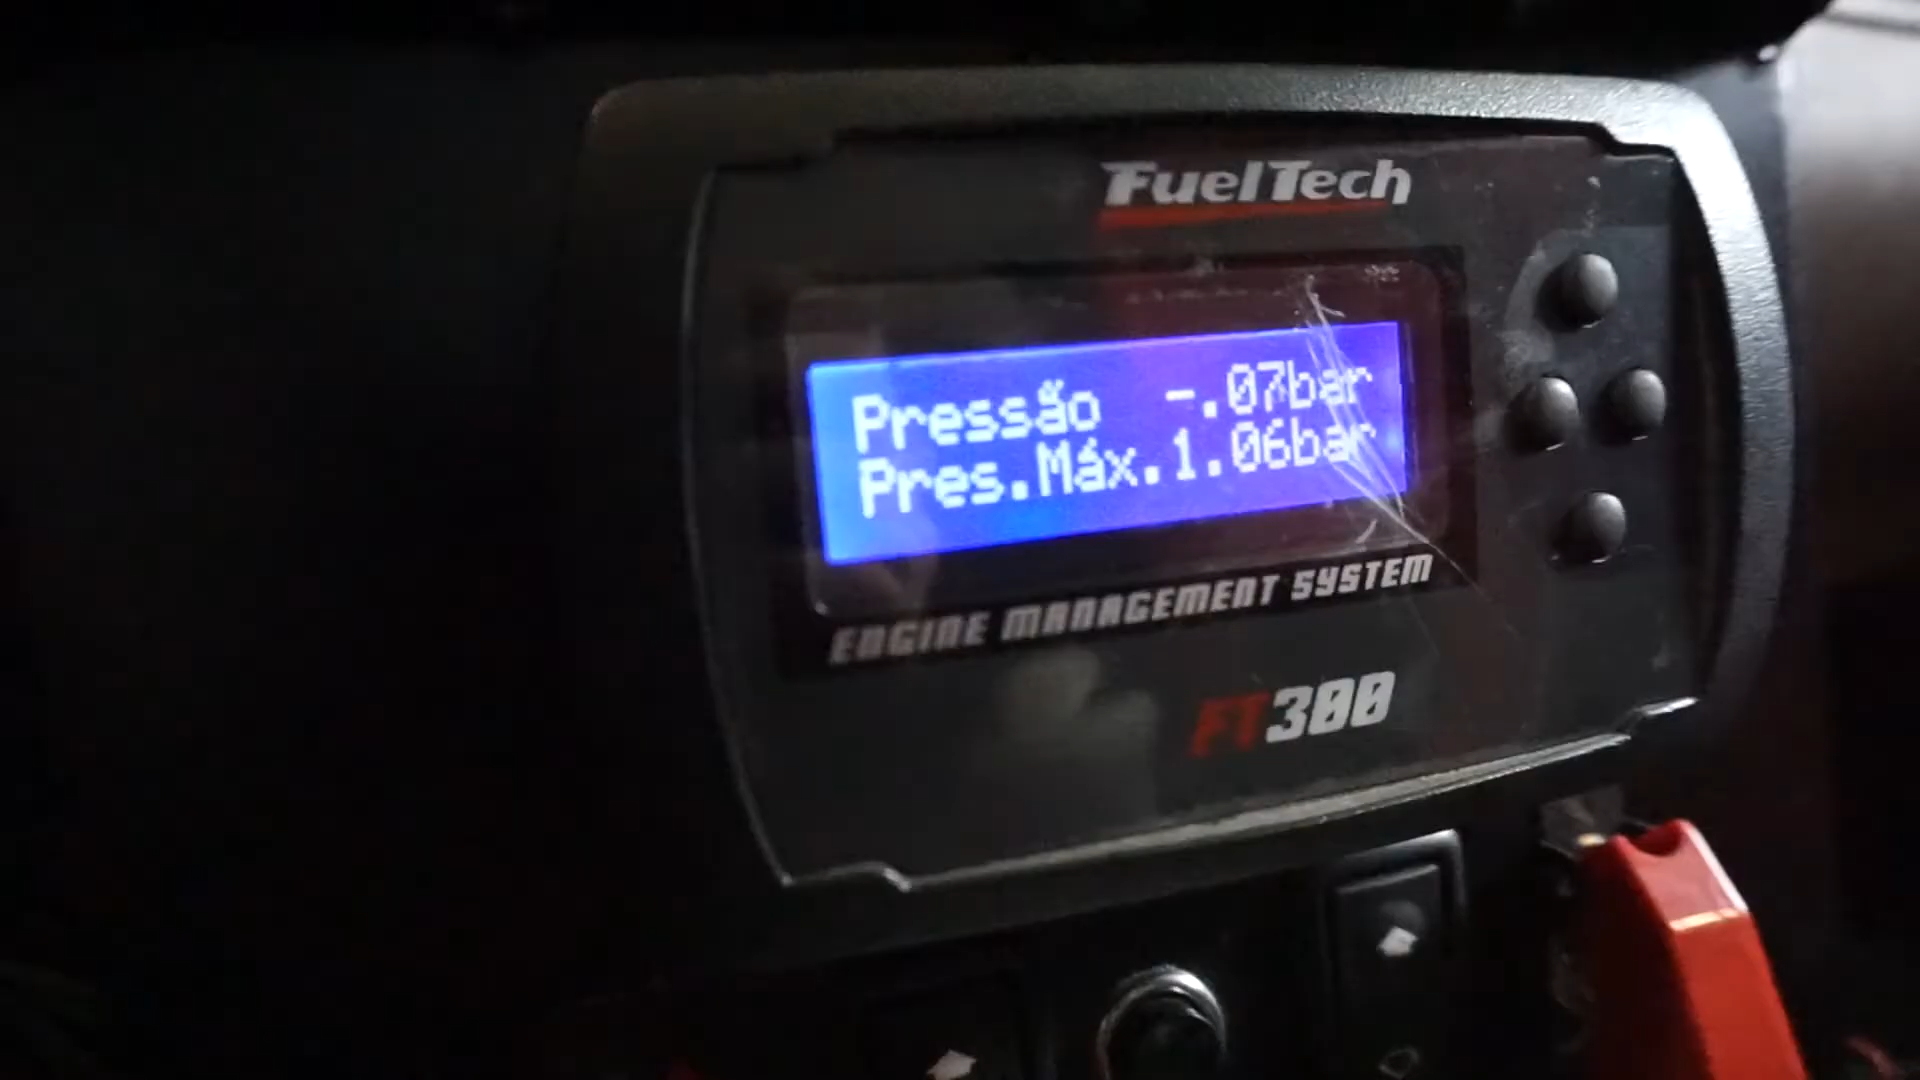 FuelTech
Pressão -.07bar
Pres.Máx.1.06bar
ENGINE MANAGEMENT SYSTEM
FT300